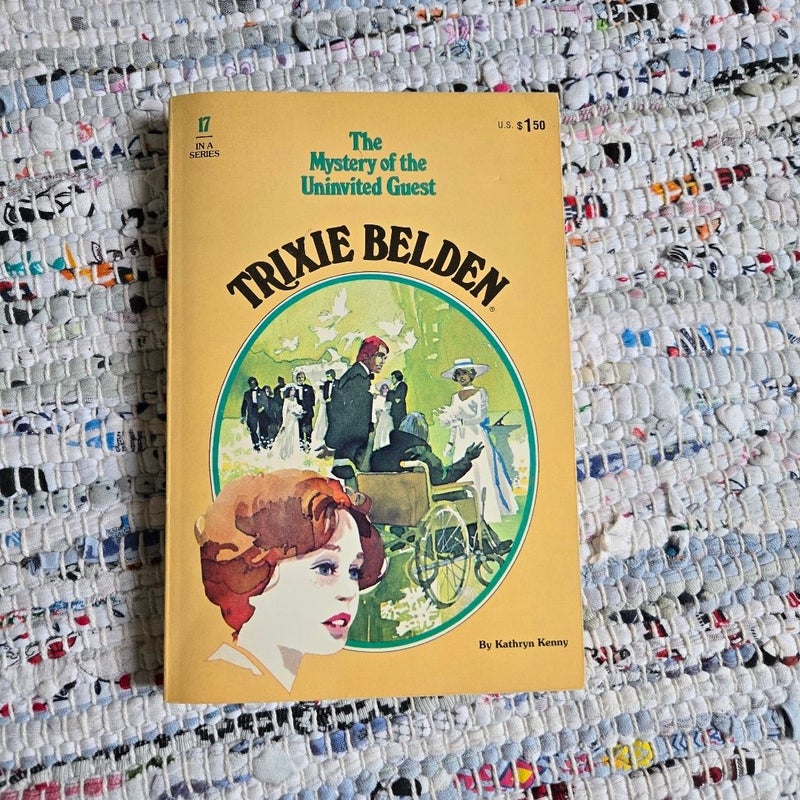 17
IN A
SERIES
U.S. $1.50
The
Mystery of the
Uninvited Guest
TRIXIE BELDEN®
By Kathryn Kenny